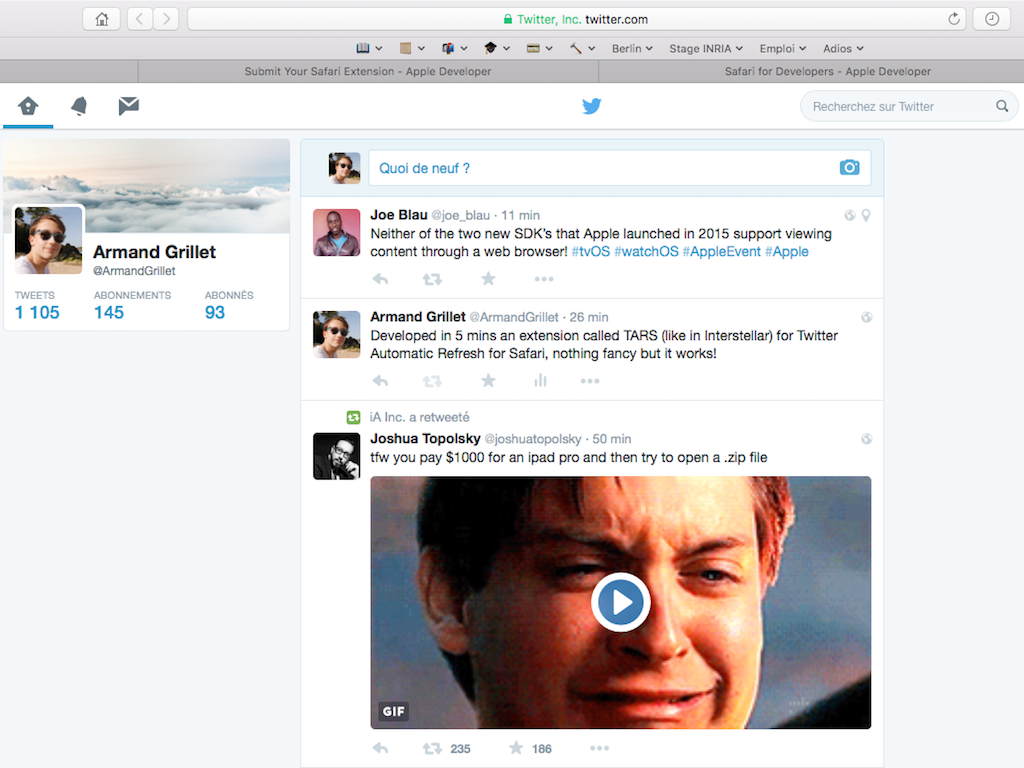 Twitter, Inc. twitter.com
Berlin Stage INRIA Emploi Adios
Submit Your Safari Extension - Apple Developer
Safari for Developers - Apple Developer
Recherchez sur Twitter
Quoi de neuf ?
Armand Grillet
@ArmandGrillet
TWEETS ABONNEMENTS ABONNÉS
1 105 145 93
Joe Blau @joe_blau · 11 min
Neither of the two new SDK's that Apple launched in 2015 support viewing
content through a web browser! #tvOS #watchOS #AppleEvent #Apple
Armand Grillet @ArmandGrillet · 26 min
Developed in 5 mins an extension called TARS (like in Interstellar) for Twitter
Automatic Refresh for Safari, nothing fancy but it works!
iA Inc. a retweeté
Joshua Topolsky @joshuatopolsky · 50 min
tfw you pay $1000 for an ipad pro and then try to open a .zip file
GIF
235 186